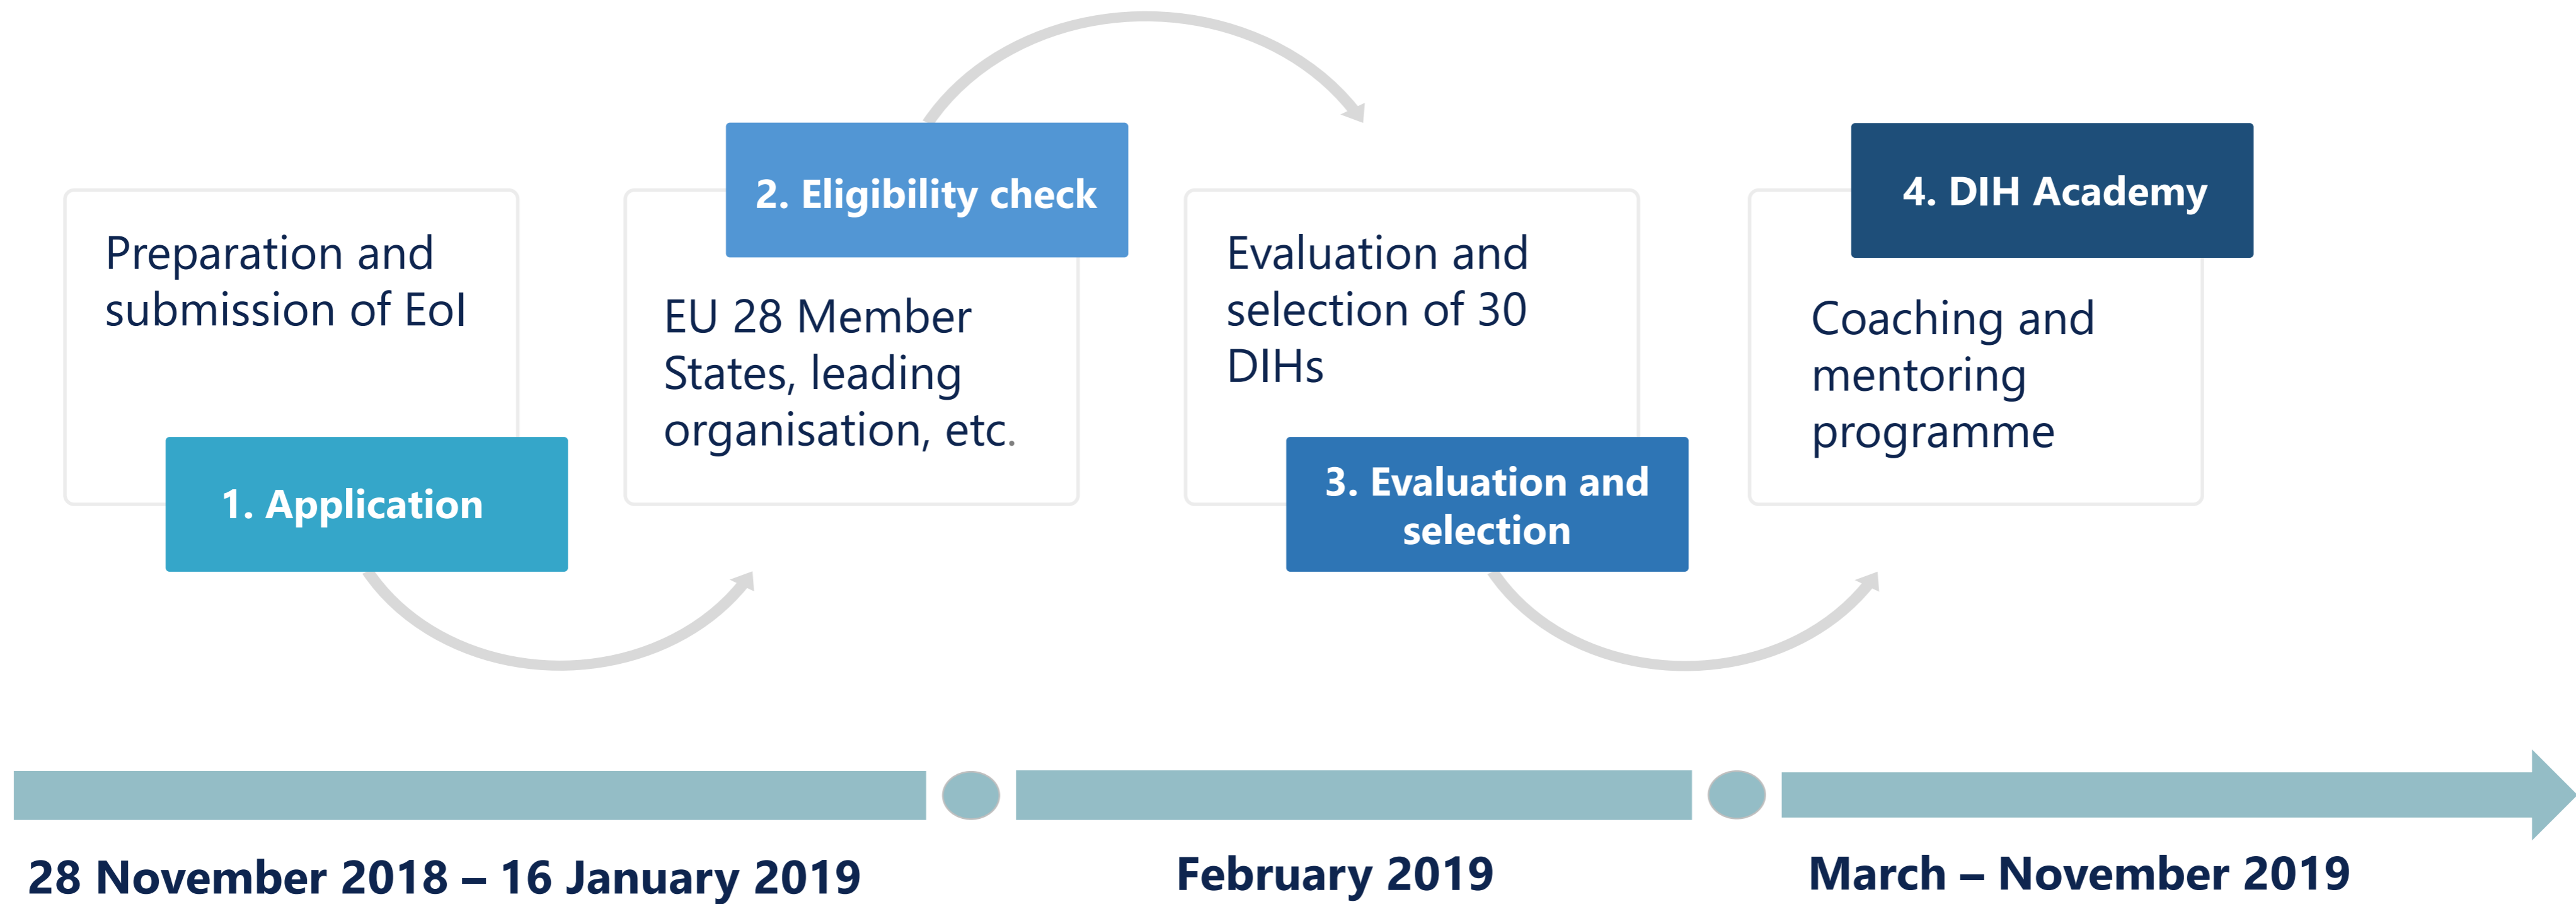 Preparation and
submission of EoI
1. Application
2. Eligibility check
EU 28 Member
States, leading
organisation, etc.
Evaluation and
selection of 30
DIHs
3. Evaluation and
selection
4. DIH Academy
Coaching and
mentoring
programme
28 November 2018 – 16 January 2019
February 2019
March – November 2019